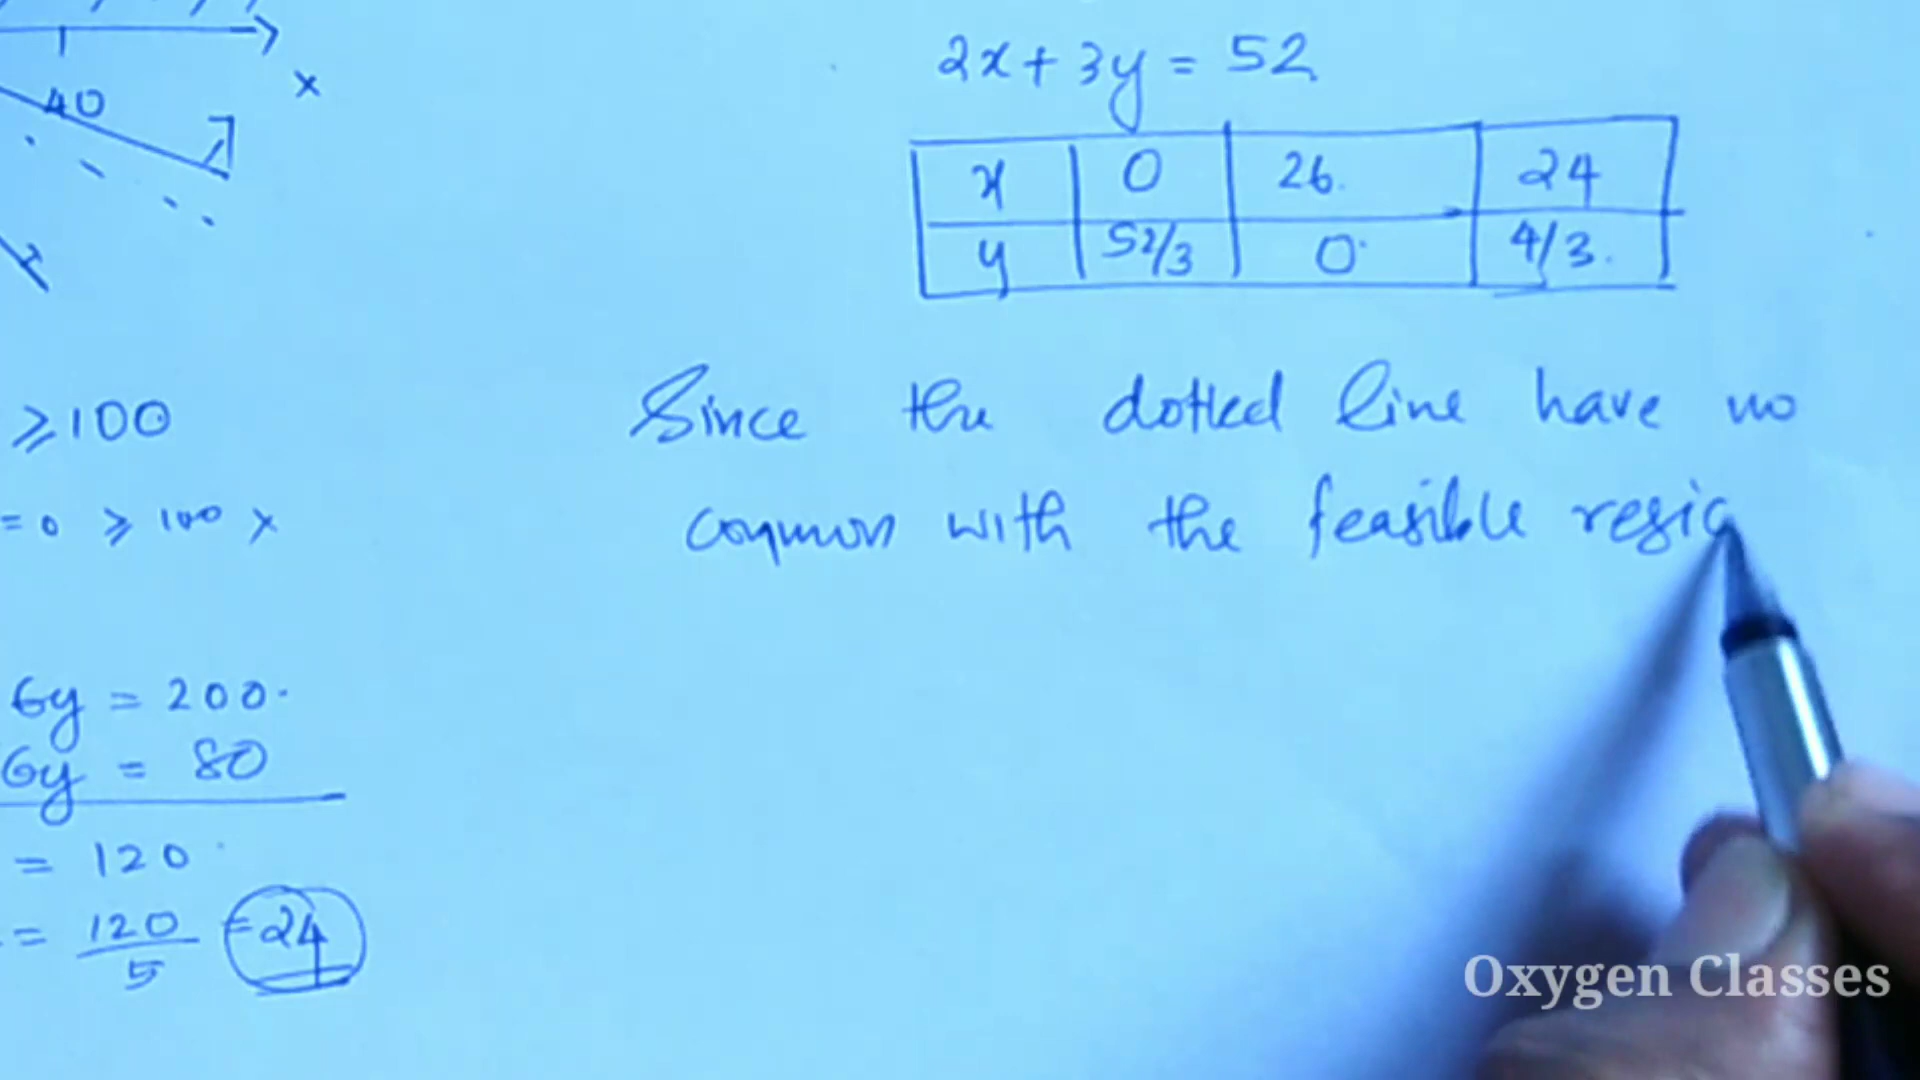 x
40
≥100
= 0 ≥ 100 x
6y = 200.
6y = 80
= 120
= 120/5 = 24
2x + 3y = 52
x 0 26 24
y 52/3 0 4/3
Since the dotted line have no
common with the feasible regio
Oxygen Classes